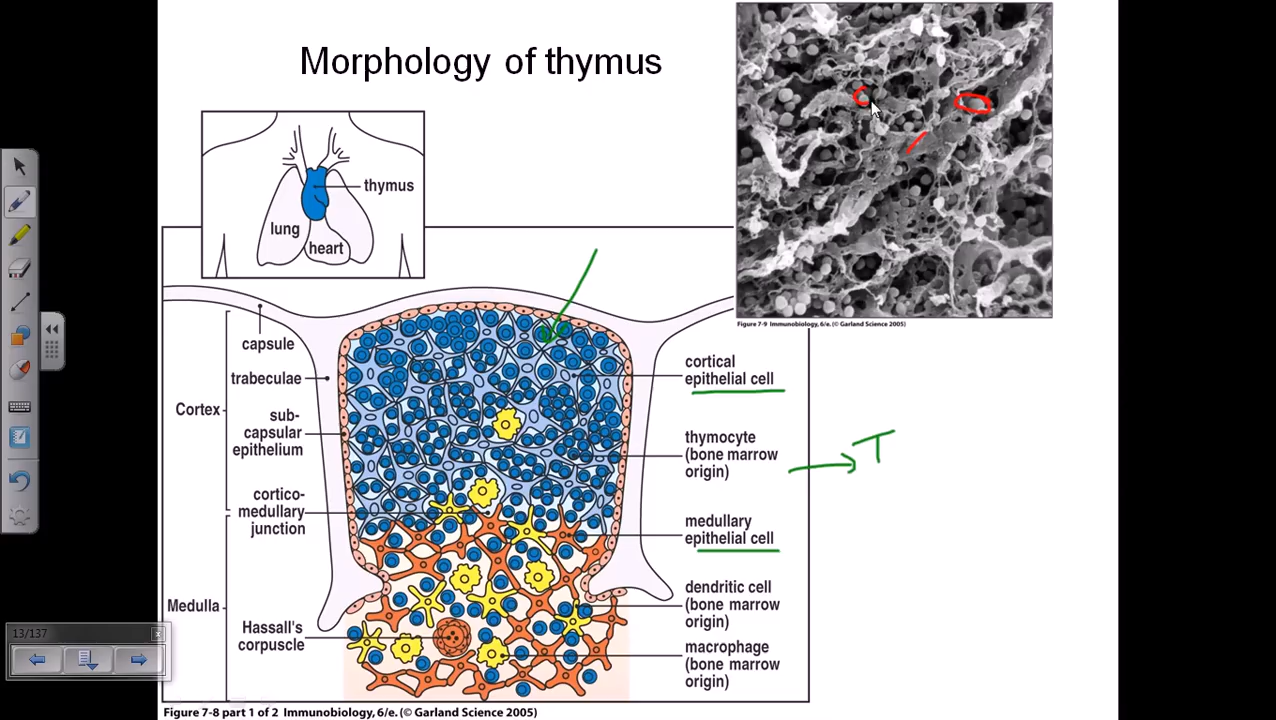 Morphology of thymus
thymus
lung
heart
Figure 7-9 Immunobiology, 6/e. (© Garland Science 2005)
capsule
trabeculae
Cortex
sub-
capsular
epithelium
cortico-
medullary
junction
Medulla
Hassall's
corpuscle
cortical
epithelial cell
thymocyte
(bone marrow
origin)
T
medullary
epithelial cell
dendritic cell
(bone marrow
origin)
macrophage
(bone marrow
origin)
13/137
x
Figure 7-8 part 1 of 2 Immunobiology, 6/e. (© Garland Science 2005)